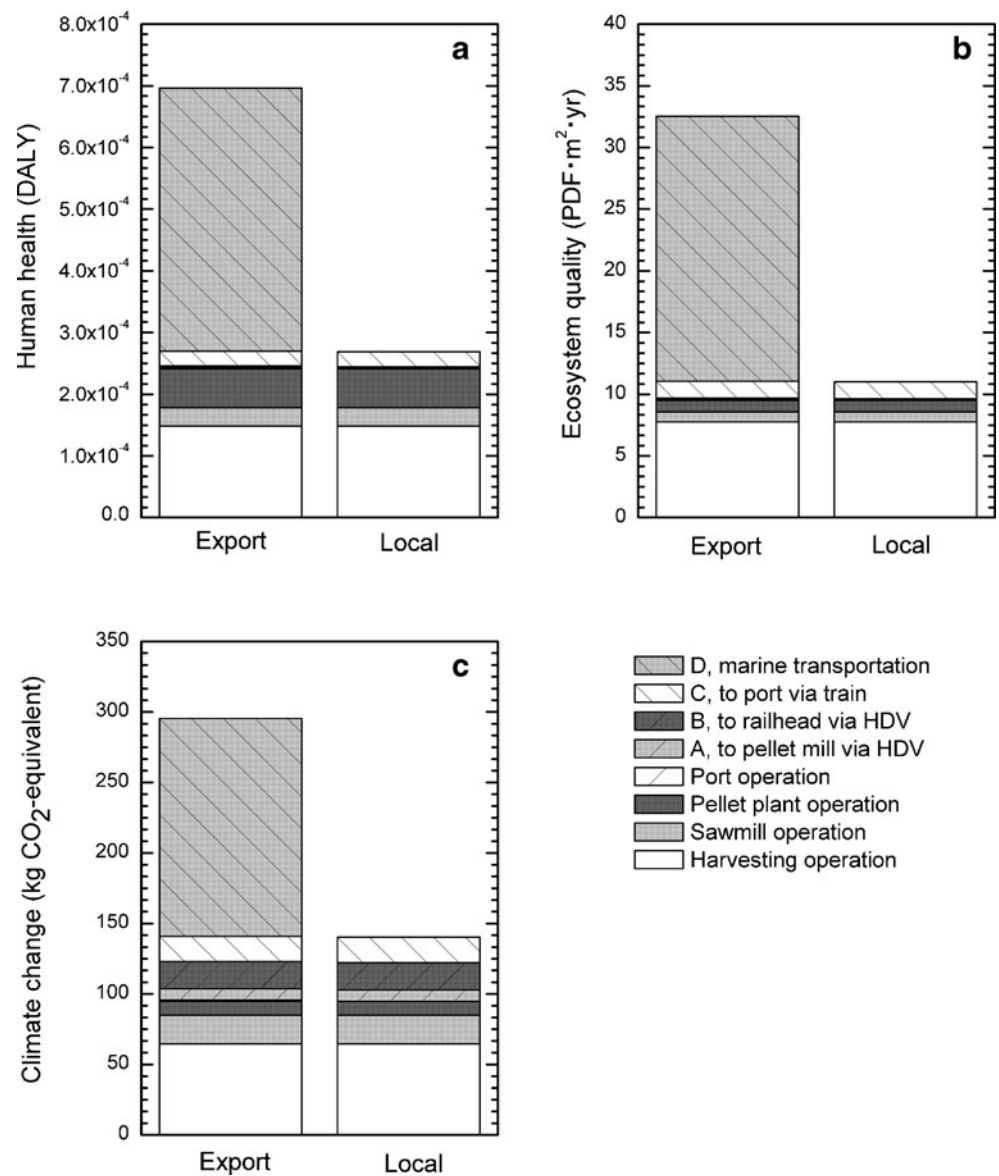 a
Human health (DALY)
8.0x10⁻⁴
7.0x10⁻⁴
6.0x10⁻⁴
5.0x10⁻⁴
4.0x10⁻⁴
3.0x10⁻⁴
2.0x10⁻⁴
1.0x10⁻⁴
0.0
Export Local
b
Ecosystem quality (PDF·m²·yr)
40
35
30
25
20
15
10
5
0
Export Local
c
Climate change (kg CO₂-equivalent)
350
300
250
200
150
100
50
0
Export Local
D, marine transportation
C, to port via train
B, to railhead via HDV
A, to pellet mill via HDV
Port operation
Pellet plant operation
Sawmill operation
Harvesting operation